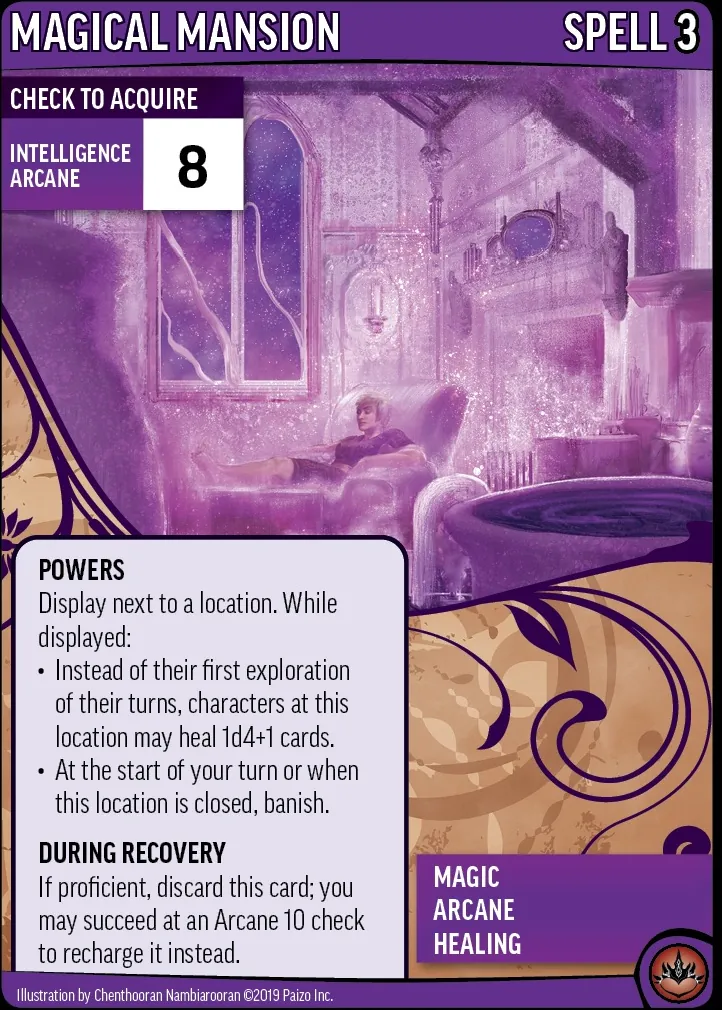 MAGICAL MANSION SPELL 3
CHECK TO ACQUIRE
INTELLIGENCE
ARCANE
8
POWERS
Display next to a location. While
displayed:
• Instead of their first exploration
of their turns, characters at this
location may heal 1d4+1 cards.
• At the start of your turn or when
this location is closed, banish.
DURING RECOVERY
If proficient, discard this card; you
may succeed at an Arcane 10 check
to recharge it instead.
MAGIC
ARCANE
HEALING
Illustration by Chenthooran Nambiarooran ©2019 Paizo Inc.